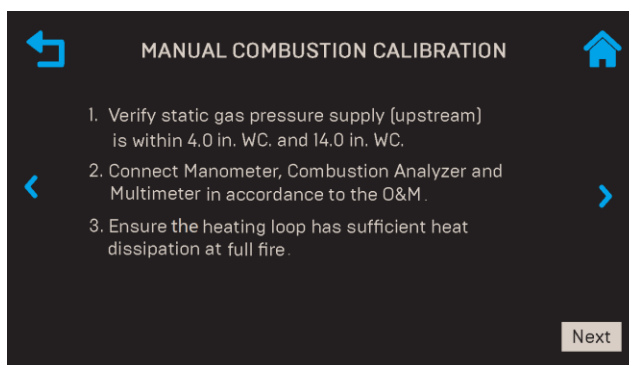 MANUAL COMBUSTION CALIBRATION
1. Verify static gas pressure supply (upstream)
is within 4.0 in. WC. and 14.0 in. WC.
2. Connect Manometer, Combustion Analyzer and
Multimeter in accordance to the O&M.
3. Ensure the heating loop has sufficient heat
dissipation at full fire.
Next